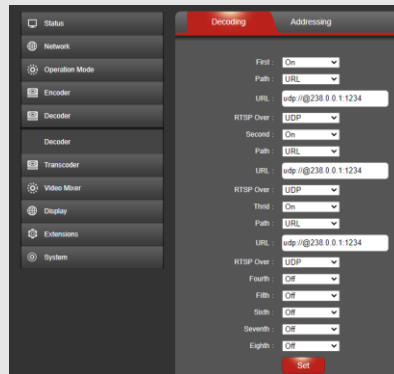 Status
Network
Operation Mode
Encoder
Decoder
Decoder
Transcoder
Video Mixer
Display
Extensions
System
Decoding Addressing
First : On
Path : URL
URL : udp://@238.0.0.1:1234
RTSP Over : UDP
Second : On
Path : URL
URL : udp://@238.0.0.1:1234
RTSP Over : UDP
Thrid : On
Path : URL
URL : udp://@238.0.0.1:1234
RTSP Over : UDP
Fourth : Off
Fifth : Off
Sixth : Off
Seventh : Off
Eighth : Off
Set